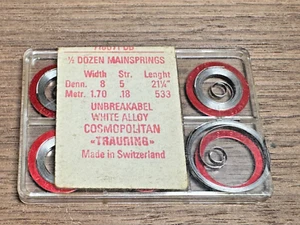 ½ DOZEN MAINSPRINGS
Width Str. Lenght
Denn. 8 5 21¼"
Metr. 1.70 .18 533
UNBREAKABEL
WHITE ALLOY
COSMOPOLITAN
«TRAURING»
Made in Switzerland